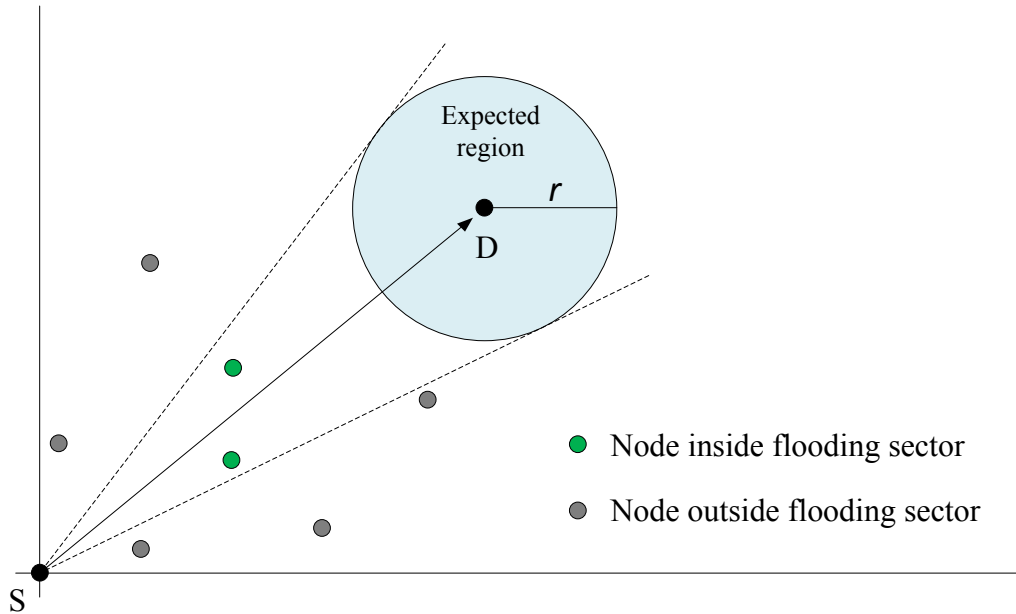 Expected
region
r
D
Node inside flooding sector
Node outside flooding sector
S